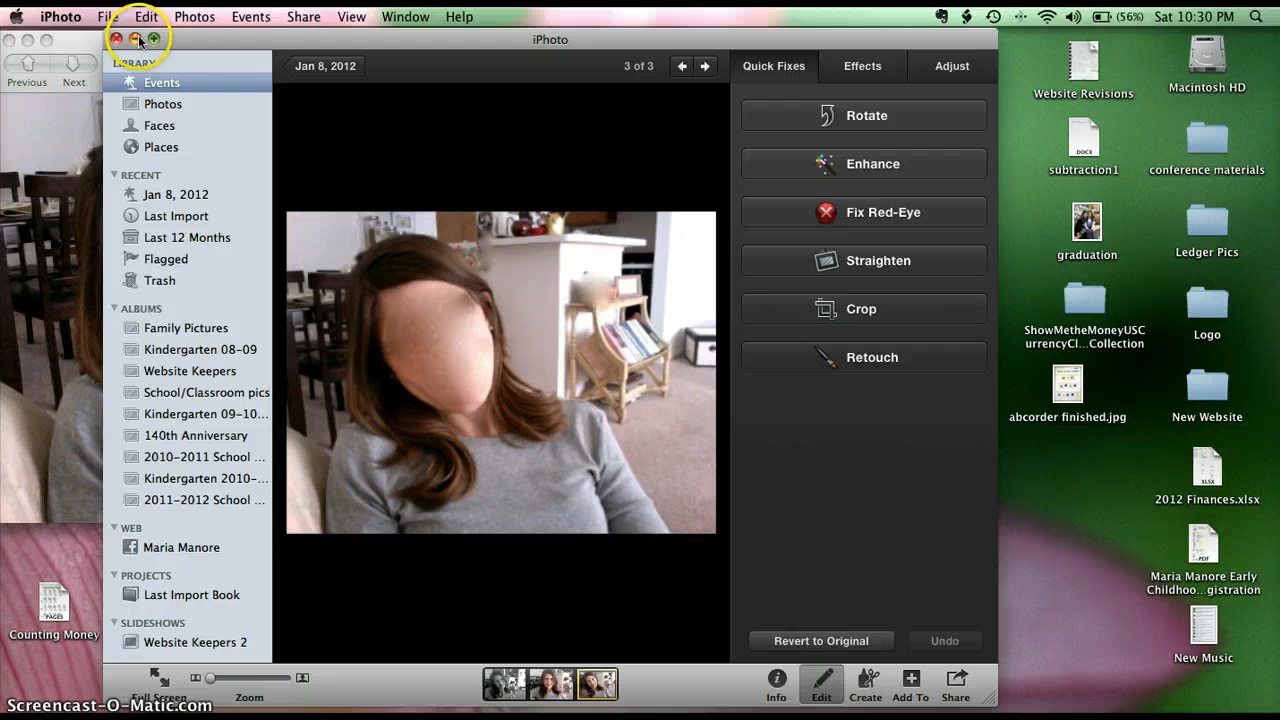 iPhoto File Edit Photos Events Share View Window Help (56%) Sat 10:30 PM
iPhoto
Previous Next
LIBRARY
Events
Photos
Faces
Places
RECENT
Jan 8, 2012
Last Import
Last 12 Months
Flagged
Trash
ALBUMS
Family Pictures
Kindergarten 08-09
Website Keepers
School/Classroom pics
Kindergarten 09-10...
140th Anniversary
2010-2011 School ...
Kindergarten 2010-...
2011-2012 School ...
WEB
Maria Manore
PROJECTS
Last Import Book
SLIDESHOWS
Website Keepers 2
Jan 8, 2012
3 of 3
Quick Fixes Effects Adjust
Rotate
Enhance
Fix Red-Eye
Straighten
Crop
Retouch
Revert to Original Undo
Full Screen Zoom
Info Edit Create Add To Share
Website Revisions
Macintosh HD
DOCX
subtraction1
conference materials
graduation
Ledger Pics
ShowMetheMoneyUSC
urrencyCl...Collection
Logo
abcorder finished.jpg
New Website
XLSX
2012 Finances.xlsx
PDF
Maria Manore Early
Childhoo...gistration
New Music
PAGES
Counting Money
Screencast-O-Matic.com